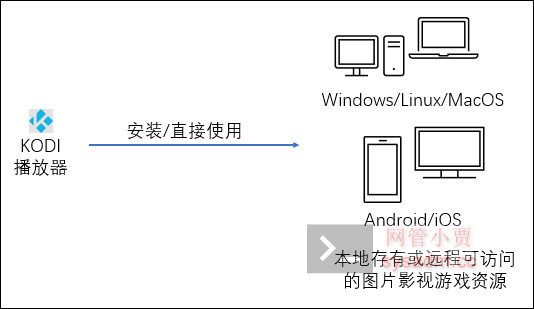 Windows/Linux/MacOS
KODI
播放器
安装/直接使用
Android/iOS
网管小贾
sysadm.cc
本地存有或远程可访问
的图片影视游戏资源